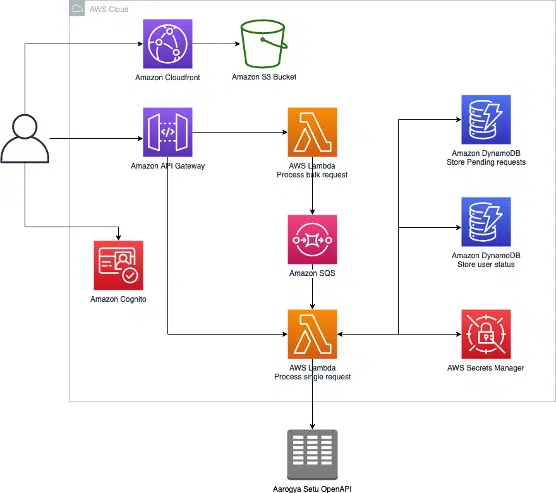 AWS Cloud
Amazon Cloudfront
Amazon S3 Bucket
Amazon API Gateway
AWS Lambda
Process bulk request
Amazon DynamoDB
Store Pending requests
Amazon SQS
Amazon DynamoDB
Store user status
Amazon Cognito
AWS Lambda
Process single request
AWS Secrets Manager
Aarogya Setu OpenAPI